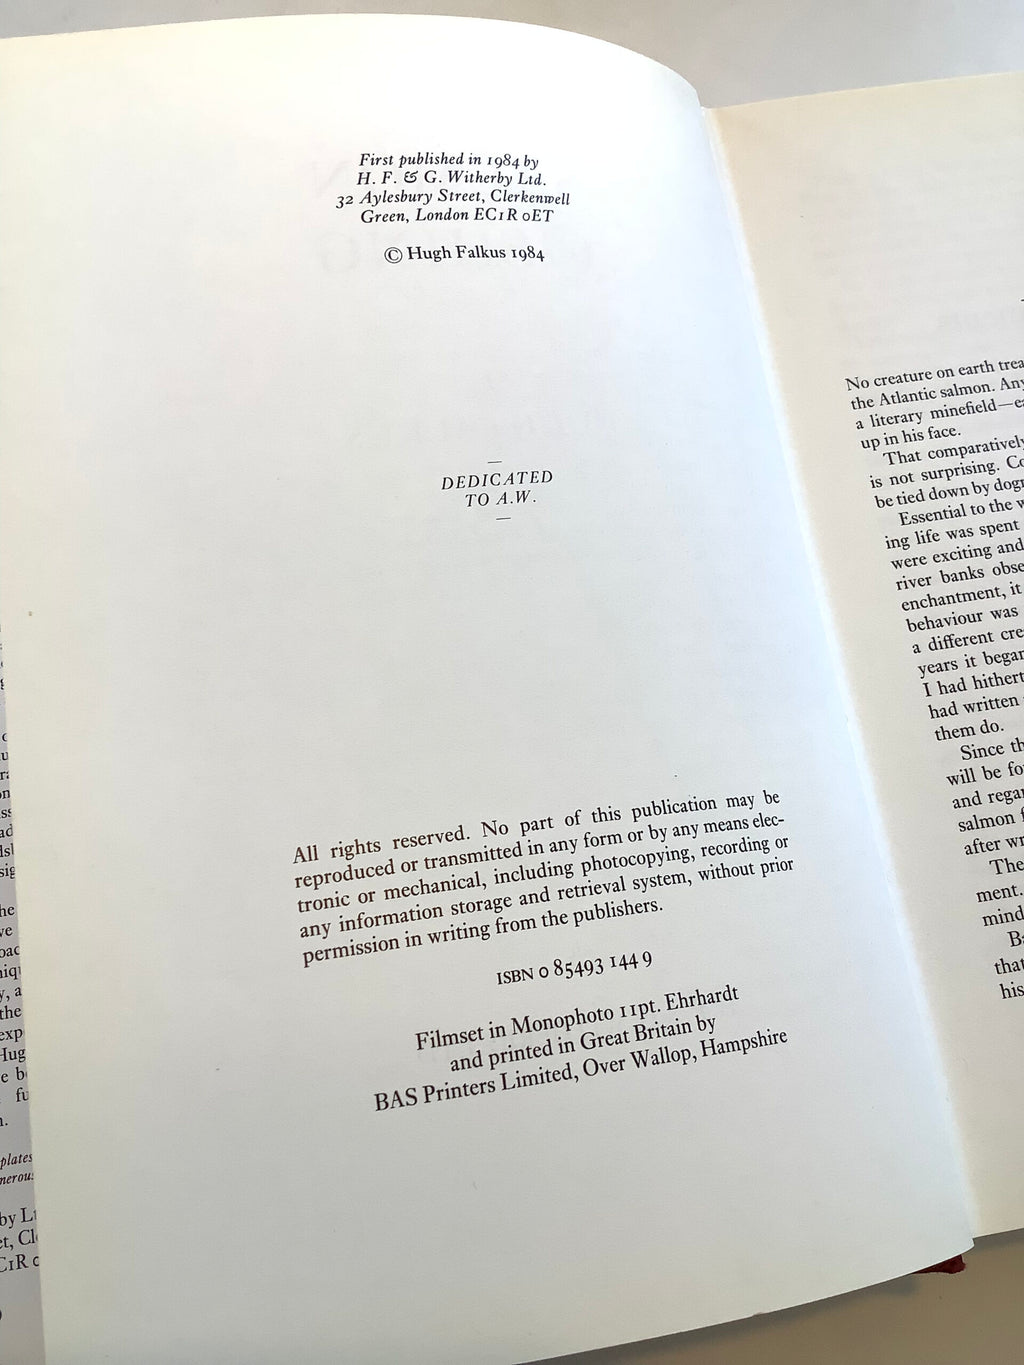 First published in 1984 by
H. F. & G. Witherby Ltd.
32 Aylesbury Street, Clerkenwell
Green, London EC1R 0ET
© Hugh Falkus 1984
DEDICATED
TO A.W.
All rights reserved. No part of this publication may be
reproduced or transmitted in any form or by any means elec-
tronic or mechanical, including photocopying, recording or
any information storage and retrieval system, without prior
permission in writing from the publishers.
ISBN 0 85493 144 9
Filmset in Monophoto 11pt. Ehrhardt
and printed in Great Britain by
BAS Printers Limited, Over Wallop, Hampshire
No creature on earth
the Atlantic salmon.
a literary minefield—
up in his face.
That comparatively
is not surprising.
be tied down by
Essential to the
ing life was spent
were exciting and
river banks
enchantment, it
behaviour was
a different
years it began
I had
had written
them do.
Since
will be
and
salmon
after
The
ment.
mind
that
his
plates
by